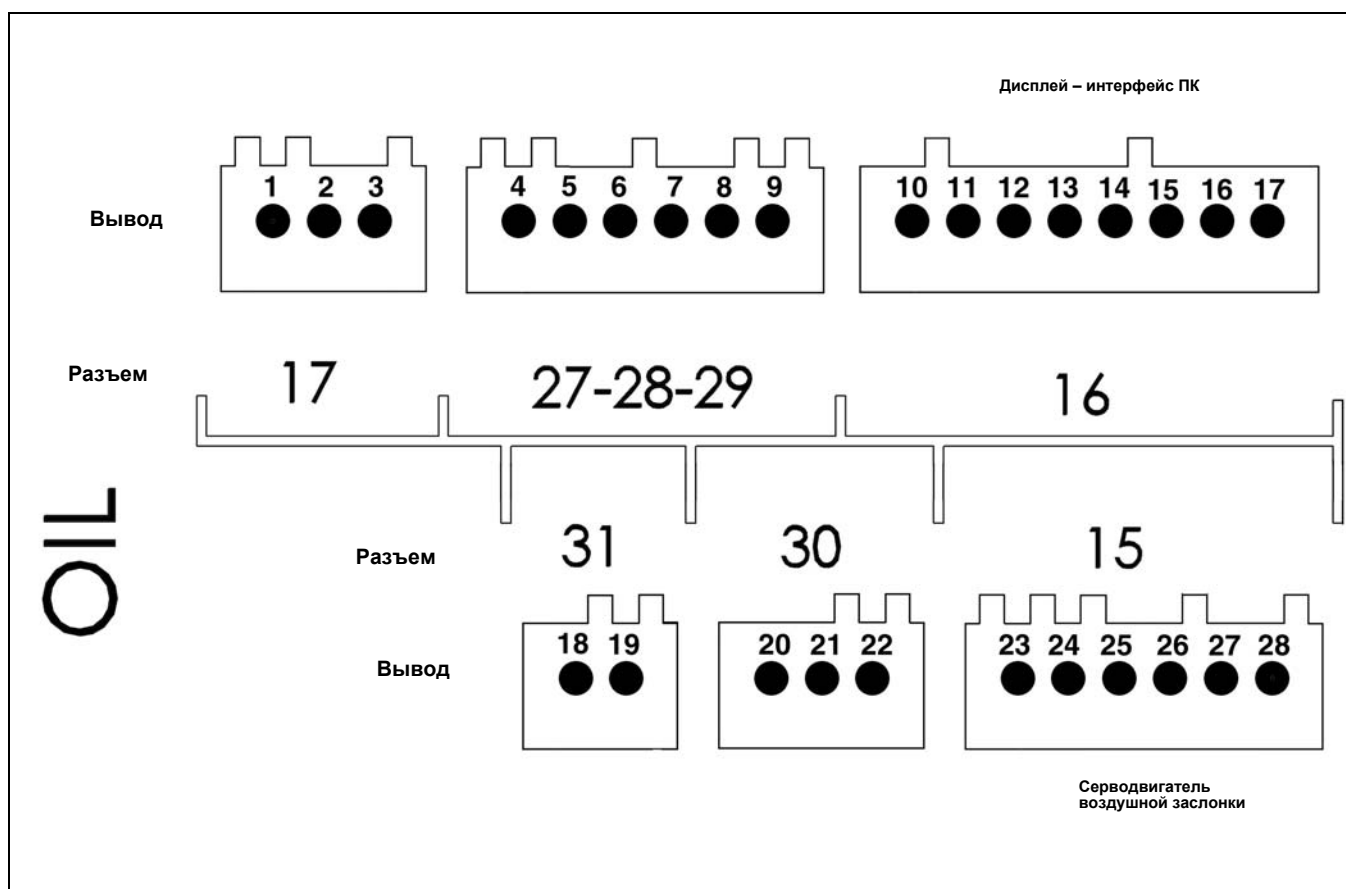 Дисплей – интерфейс ПК
1 2 3 4 5 6 7 8 9 10 11 12 13 14 15 16 17
Вывод
Разъем 17 27-28-29 16
OIL
Разъем 31 30 15
18 19 20 21 22 23 24 25 26 27 28
Вывод
Серводвигатель
воздушной заслонки